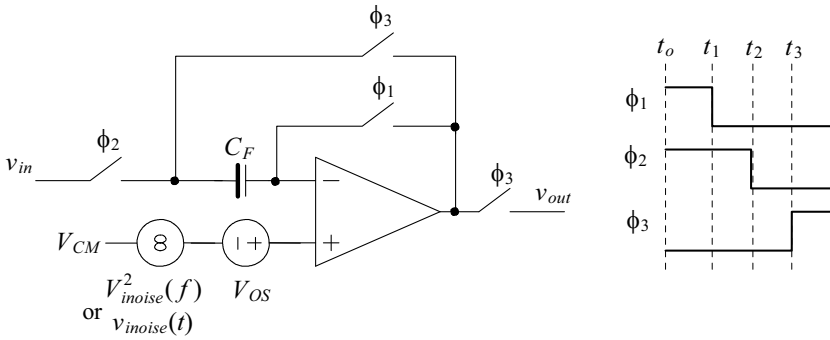 ϕ3
t_o t_1 t_2 t_3
ϕ1
ϕ1
ϕ2
C_F
v_in
−
ϕ2
ϕ3
v_out
ϕ3
V_CM
8
− +
+
V²_inoise(f)
V_OS
or v_inoise(t)